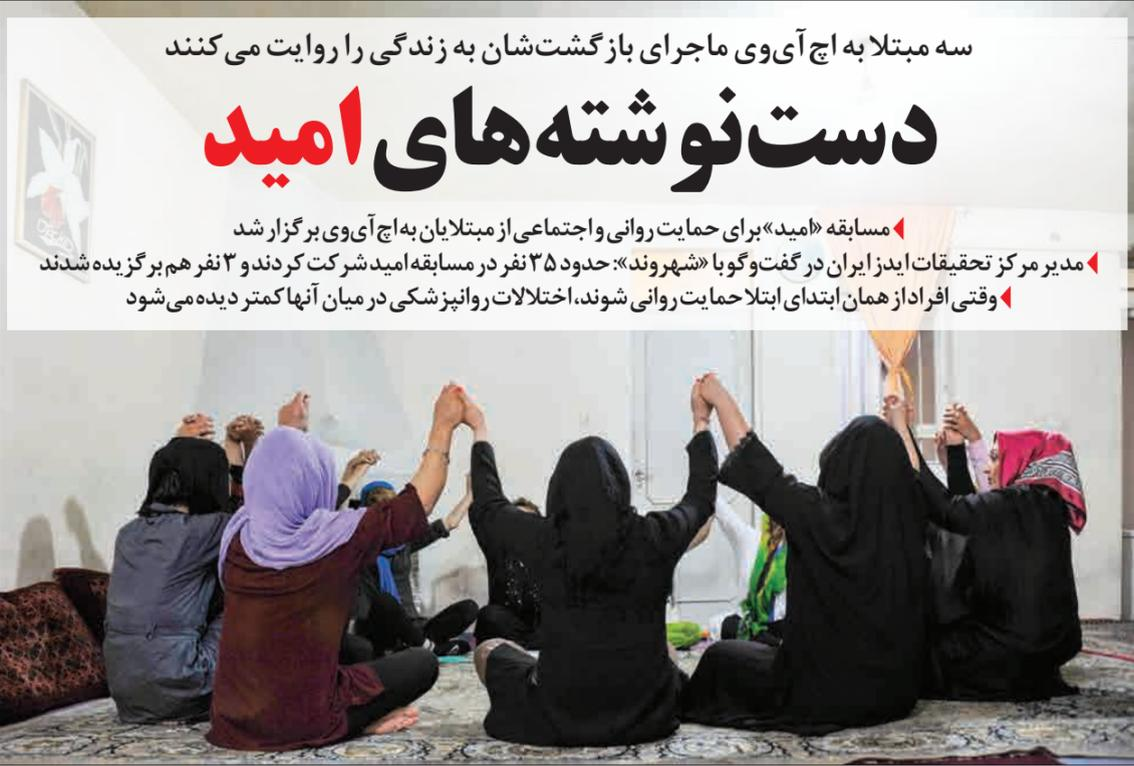 سه مبتلا به اچ‌آی‌وی ماجرای بازگشت‌شان به زندگی را روایت می‌کنند
دست‌نوشته‌های امید
مسابقه «امید» برای حمایت روانی و اجتماعی از مبتلایان به اچ‌آی‌وی برگزار شد
مدیر مرکز تحقیقات ایدز ایران در گفت‌وگو با «شهروند»: حدود ۳۵ نفر در مسابقه امید شرکت کردند و ۳ نفر هم برگزیده شدند
وقتی افراد از همان ابتدای ابتلا حمایت روانی شوند، اختلالات روانپزشکی در میان آنها کمتر دیده می‌شود